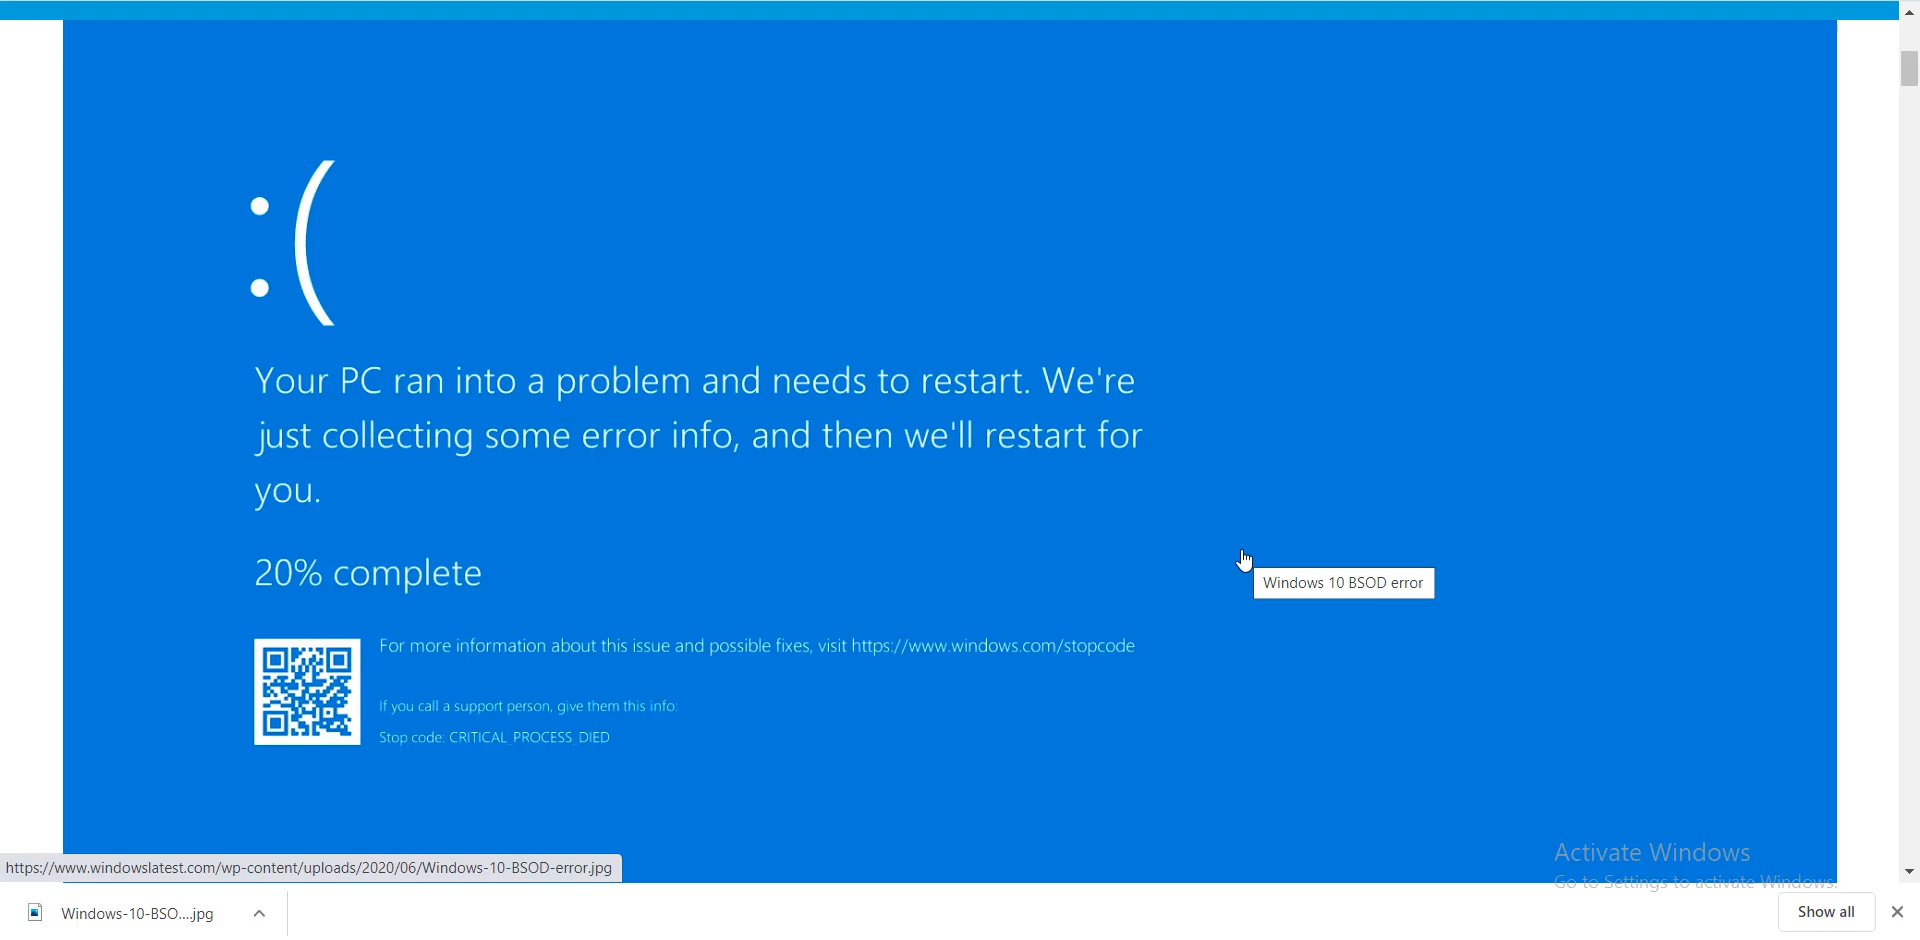 :(
Your PC ran into a problem and needs to restart. We're
just collecting some error info, and then we'll restart for
you.
20% complete
Windows 10 BSOD error
For more information about this issue and possible fixes, visit https://www.windows.com/stopcode
If you call a support person, give them this info:
Stop code: CRITICAL_PROCESS_DIED
Activate Windows
Go to Settings to activate Windows.
https://www.windowslatest.com/wp-content/uploads/2020/06/Windows-10-BSOD-error.jpg
Windows-10-BSO....jpg
Show all